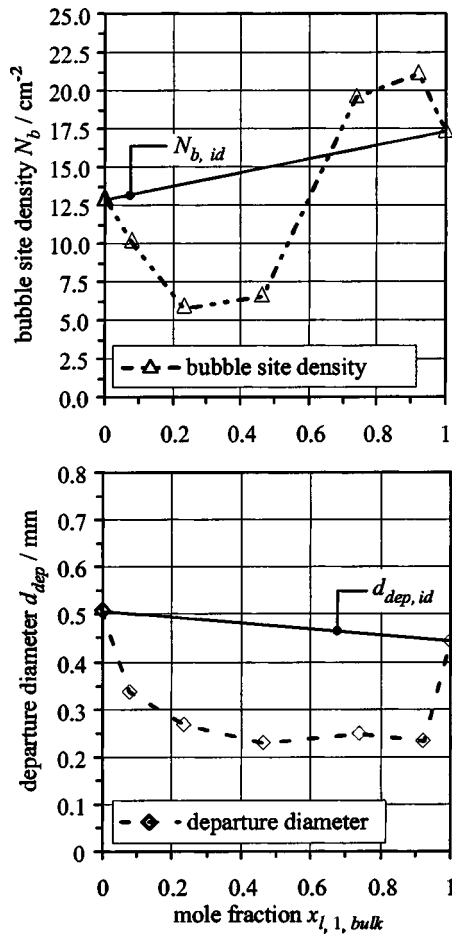 bubble site density N_b / cm^-2
25.0
22.5
20.0
17.5
15.0
12.5
10.0
7.5
5.0
2.5
0.0
N_b, id
bubble site density
0 0.2 0.4 0.6 0.8 1
departure diameter d_dep / mm
0.8
0.7
0.6
0.5
0.4
0.3
0.2
0.1
0
d_dep, id
departure diameter
0 0.2 0.4 0.6 0.8 1
mole fraction x_l, 1, bulk